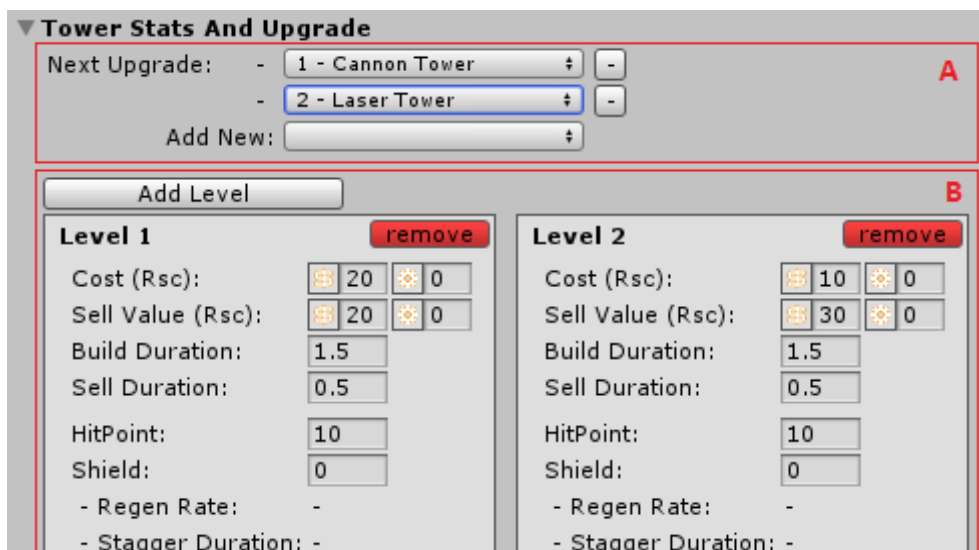 Tower Stats And Upgrade
Next Upgrade: - 1 - Cannon Tower -
- 2 - Laser Tower -
A
Add New:
Add Level
B
Level 1 remove
Cost (Rsc): 20 0
Sell Value (Rsc): 20 0
Build Duration: 1.5
Sell Duration: 0.5
HitPoint: 10
Shield: 0
- Regen Rate: -
- Stagger Duration: -
Level 2 remove
Cost (Rsc): 10 0
Sell Value (Rsc): 30 0
Build Duration: 1.5
Sell Duration: 0.5
HitPoint: 10
Shield: 0
- Regen Rate: -
- Stagger Duration: -